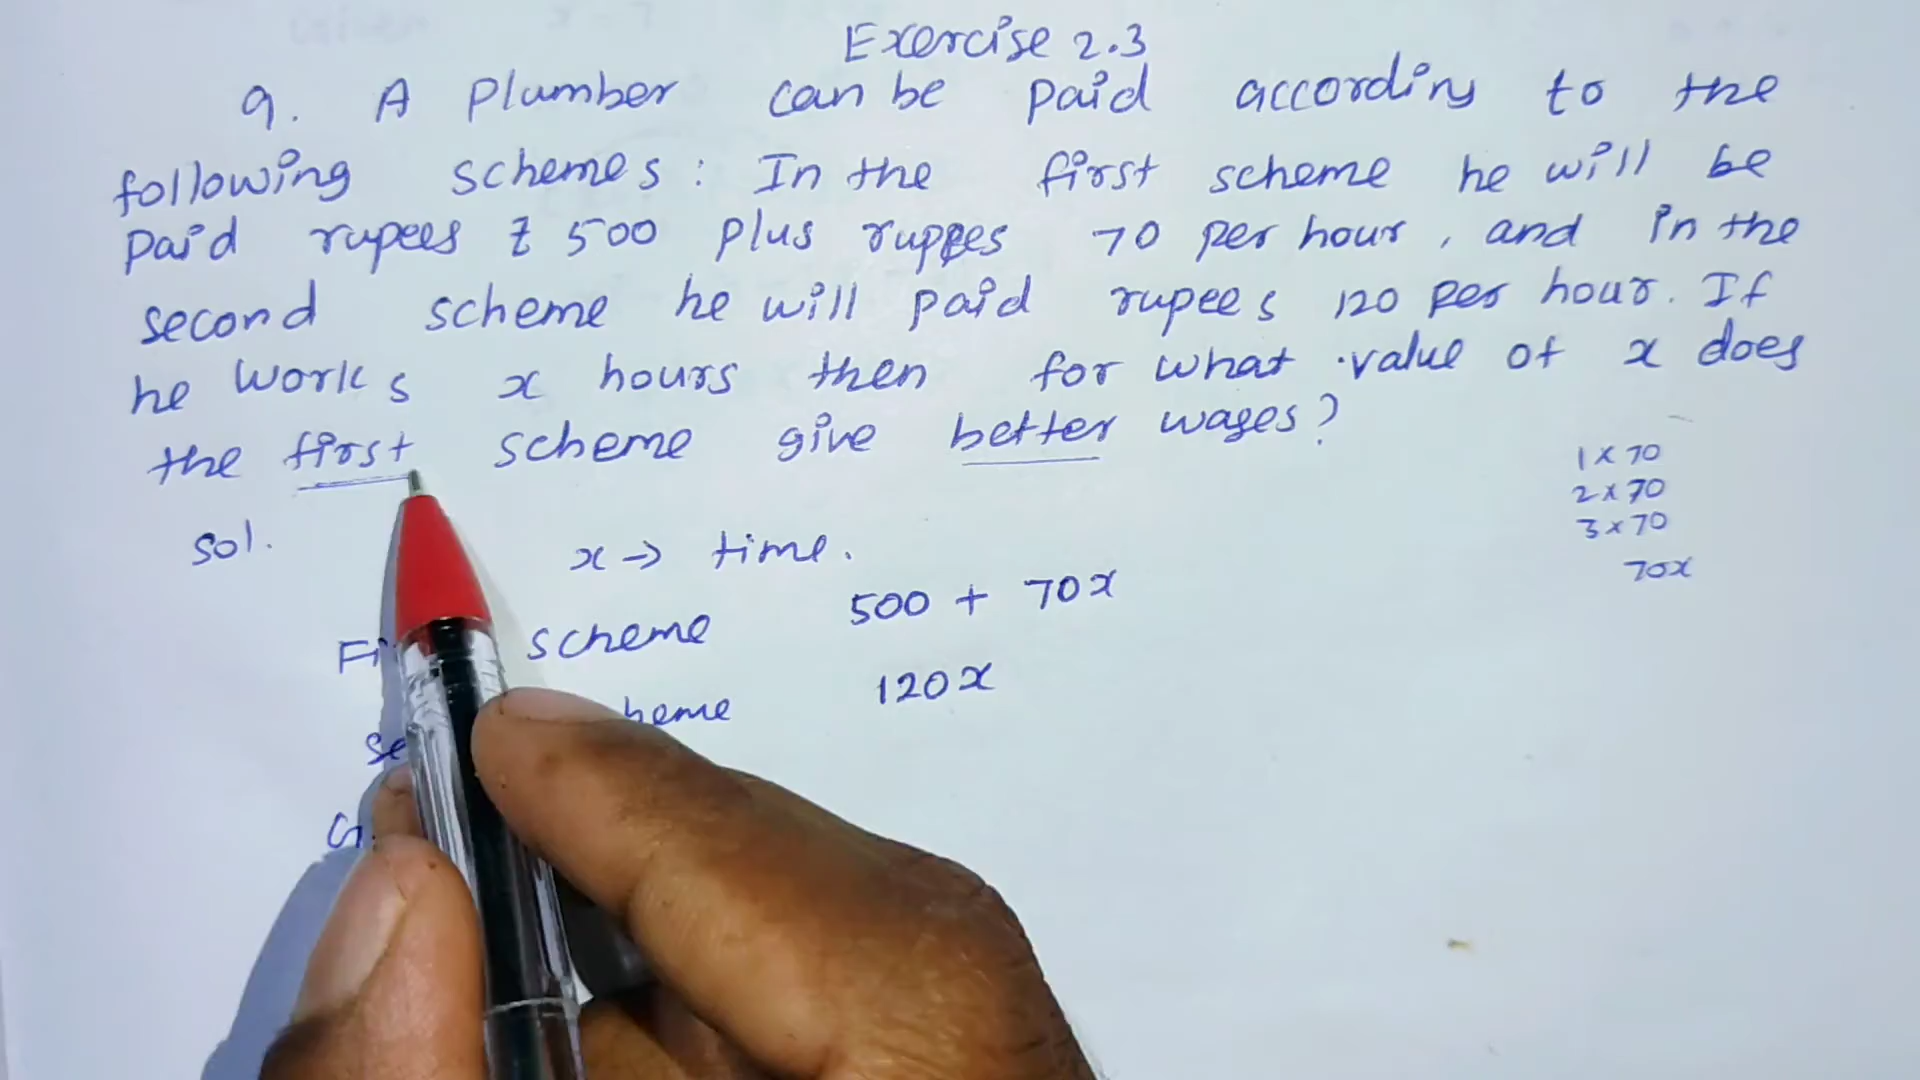 Exercise 2.3
9. A Plumber can be paid according to the
following schemes: In the first scheme he will be
paid rupees ₹ 500 plus rupees 70 per hour, and in the
second scheme he will paid rupees 120 per hour. If
he works x hours then for what value of x does
the first scheme give better wages?
1 x 70
2 x 70
3 x 70
70x
sol.
x → time.
scheme 500 + 70x
120x